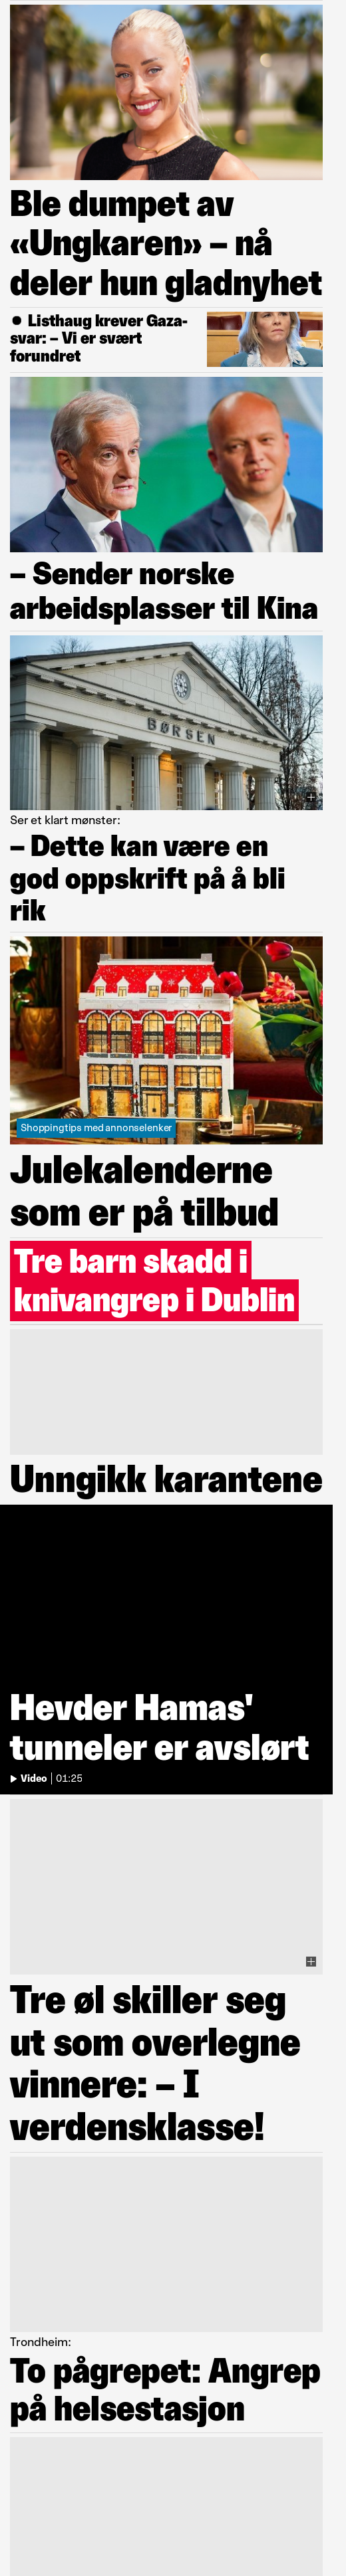 Ble dumpet av
«Ungkaren» – nå
deler hun gladnyhet
● Listhaug krever Gaza-
svar: – Vi er svært
forundret
– Sender norske
arbeidsplasser til Kina
BØRSEN
Ser et klart mønster:
– Dette kan være en
god oppskrift på å bli
rik
Shoppingtips med annonselenker
Julekalenderne
som er på tilbud
Tre barn skadd i
knivangrep i Dublin
Unngikk karantene
Hevder Hamas'
tunneler er avslørt
Video | 01:25
Tre øl skiller seg
ut som overlegne
vinnere: – I
verdensklasse!
Trondheim:
To pågrepet: Angrep
på helsestasjon